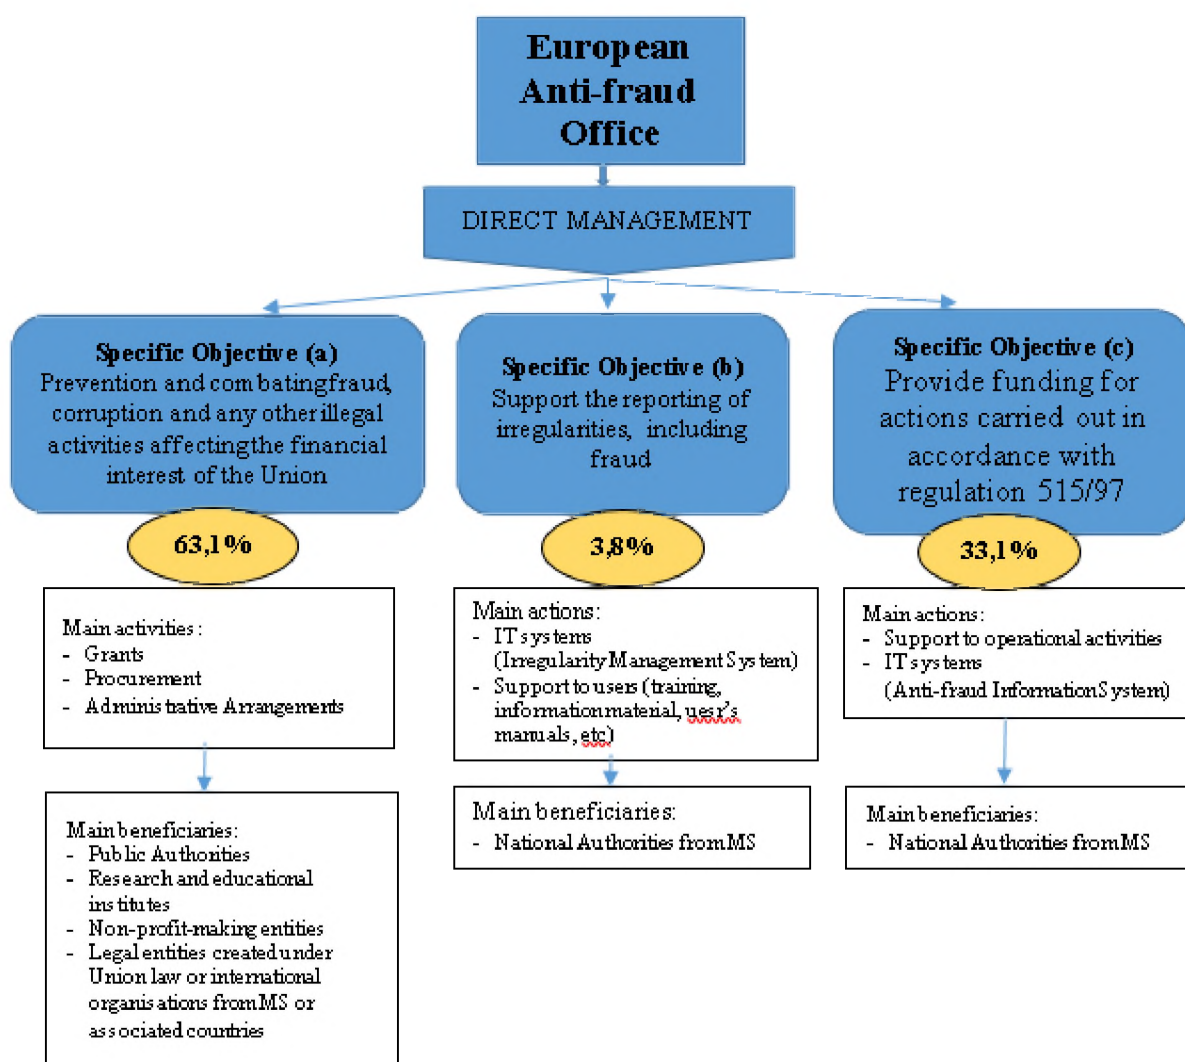 European
Anti-fraud
Office
DIRECT MANAGEMENT
Specific Objective (a)
Prevention and combating fraud,
corruption and any other illegal
activities affecting the financial
interest of the Union
63,1%
Main activities:
- Grants
- Procurement
- Administrative Arrangements
Main beneficiaries:
- Public Authorities
- Research and educational
institutes
- Non-profit-making entities
- Legal entities created under
Union law or international
organisations from MS or
associated countries
Specific Objective (b)
Support the reporting of
irregularities, including
fraud
3,8%
Main actions:
- IT systems
(Irregularity Management System)
- Support to users (training,
information material, uesr's
manuals, etc)
Main beneficiaries:
- National Authorities from MS
Specific Objective (c)
Provide funding for
actions carried out in
accordance with
regulation 515/97
33,1%
Main actions:
- Support to operational activities
- IT systems
(Anti-fraud Information System)
Main beneficiaries:
- National Authorities from MS